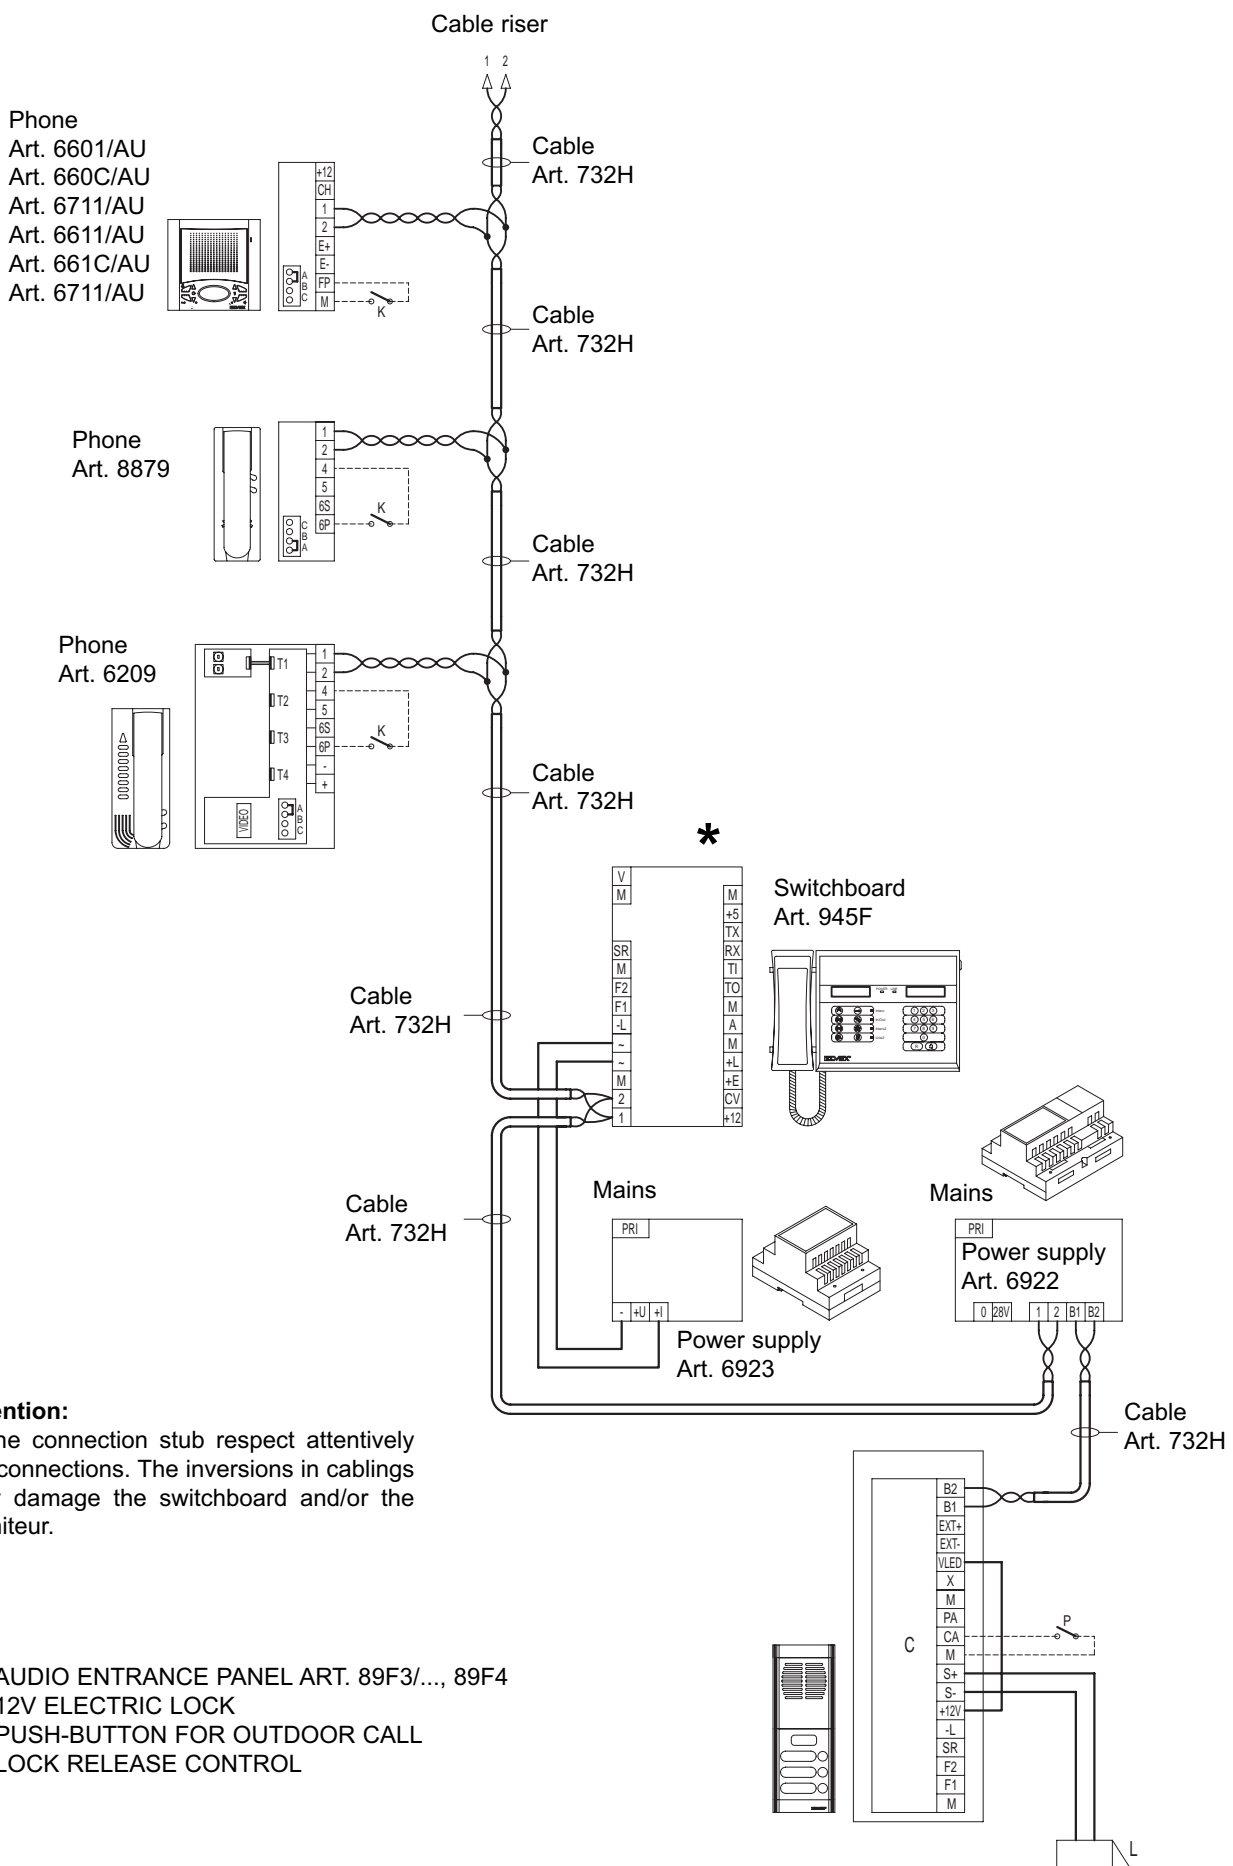 Cable riser
1 2
Phone
Art. 6601/AU
Art. 660C/AU
Art. 6711/AU
Art. 6611/AU
Art. 661C/AU
Art. 6711/AU
+12
CH
1
2
E+
E-
FP
M
A
B
C
K
Cable
Art. 732H
Cable
Art. 732H
Phone
Art. 8879
1
2
4
5
6S
6P
C
B
A
K
Cable
Art. 732H
Phone
Art. 6209
T1
T2
T3
T4
VIDEO
1
2
4
5
6S
6P
-
+
A
B
C
K
Cable
Art. 732H
*
V
M
SR
M
F2
F1
-L
~
~
M
2
1
M
+5
TX
RX
TI
TO
M
A
M
+L
+E
CV
+12
Switchboard
Art. 945F
Cable
Art. 732H
Cable
Art. 732H
Mains
PRI
- +U +I
Power supply
Art. 6923
Mains
PRI
Power supply
Art. 6922
0 28V 1 2 B1 B2
Cable
Art. 732H
ention:
ne connection stub respect attentively
connections. The inversions in cablings
damage the switchboard and/or the
niteur.
C
B2
B1
EXT+
EXT-
VLED
X
M
PA
CA
M
S+
S-
+12V
-L
SR
F2
F1
M
P
L
AUDIO ENTRANCE PANEL ART. 89F3/..., 89F4
12V ELECTRIC LOCK
PUSH-BUTTON FOR OUTDOOR CALL
LOCK RELEASE CONTROL